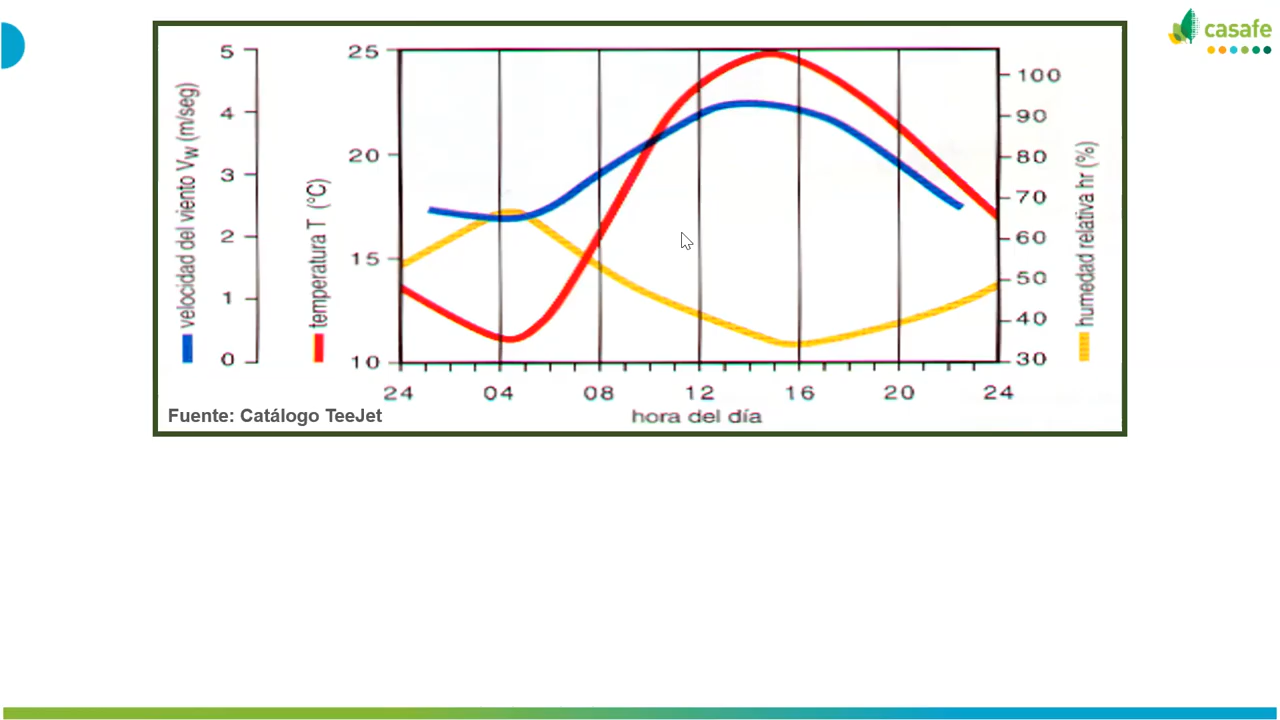 casafe
velocidad del viento Vw (m/seg)
5
4
3
2
1
0
temperatura T (°C)
25
20
15
10
100
90
80
70
60
50
40
30
humedad relativa hr (%)
24 04 08 12 16 20 24
hora del día
Fuente: Catálogo TeeJet